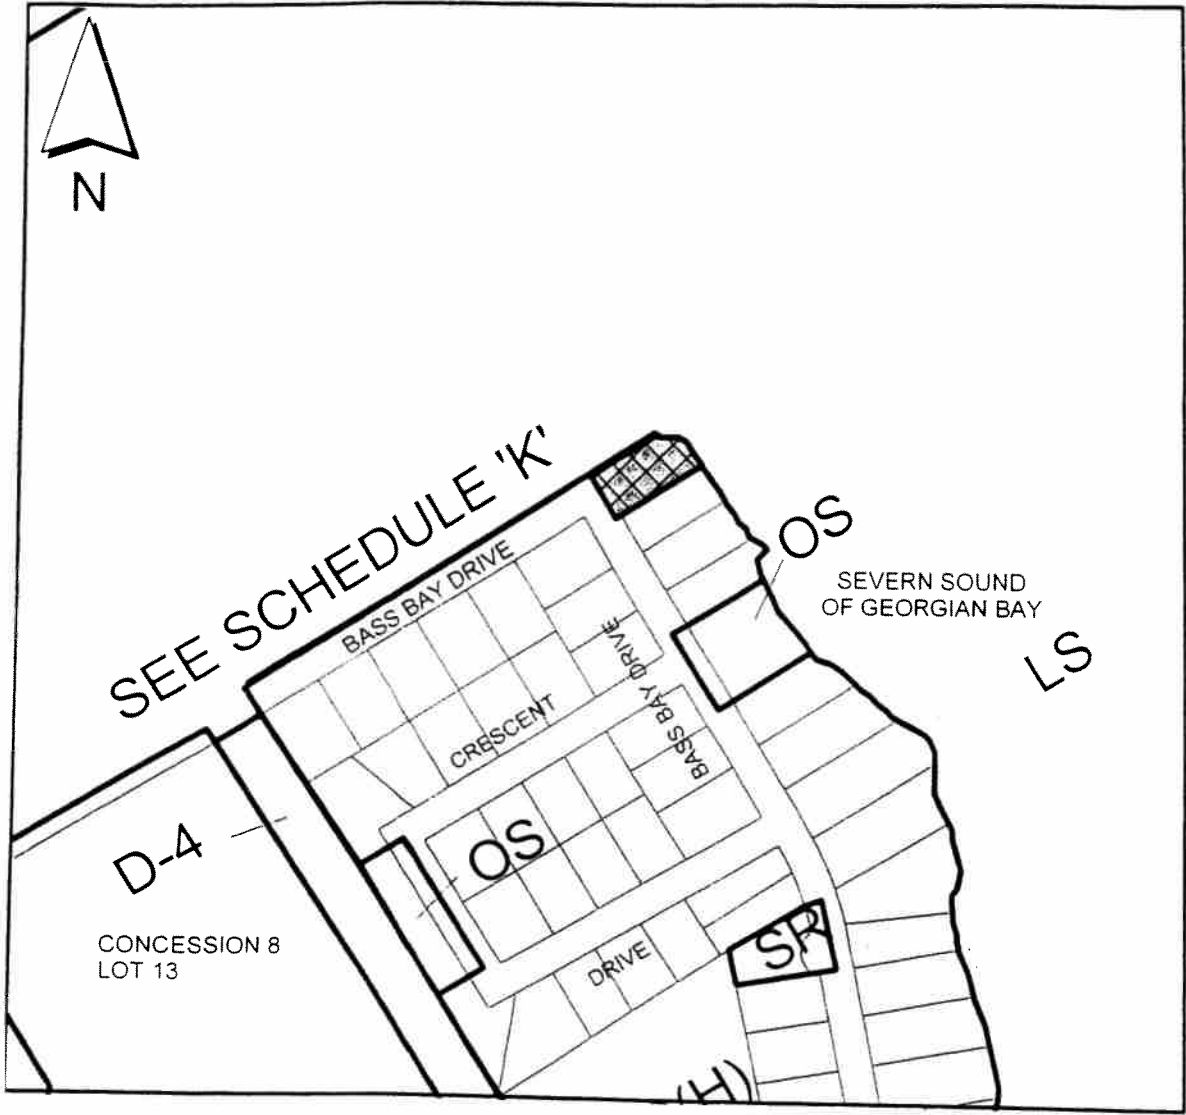 N
SEE SCHEDULE 'K'
BASS BAY DRIVE
OS
SEVERN SOUND
OF GEORGIAN BAY
LS
BASS BAY DRIVE
CRESCENT
OS
D-4
CONCESSION 8
LOT 13
SR
DRIVE
(H)